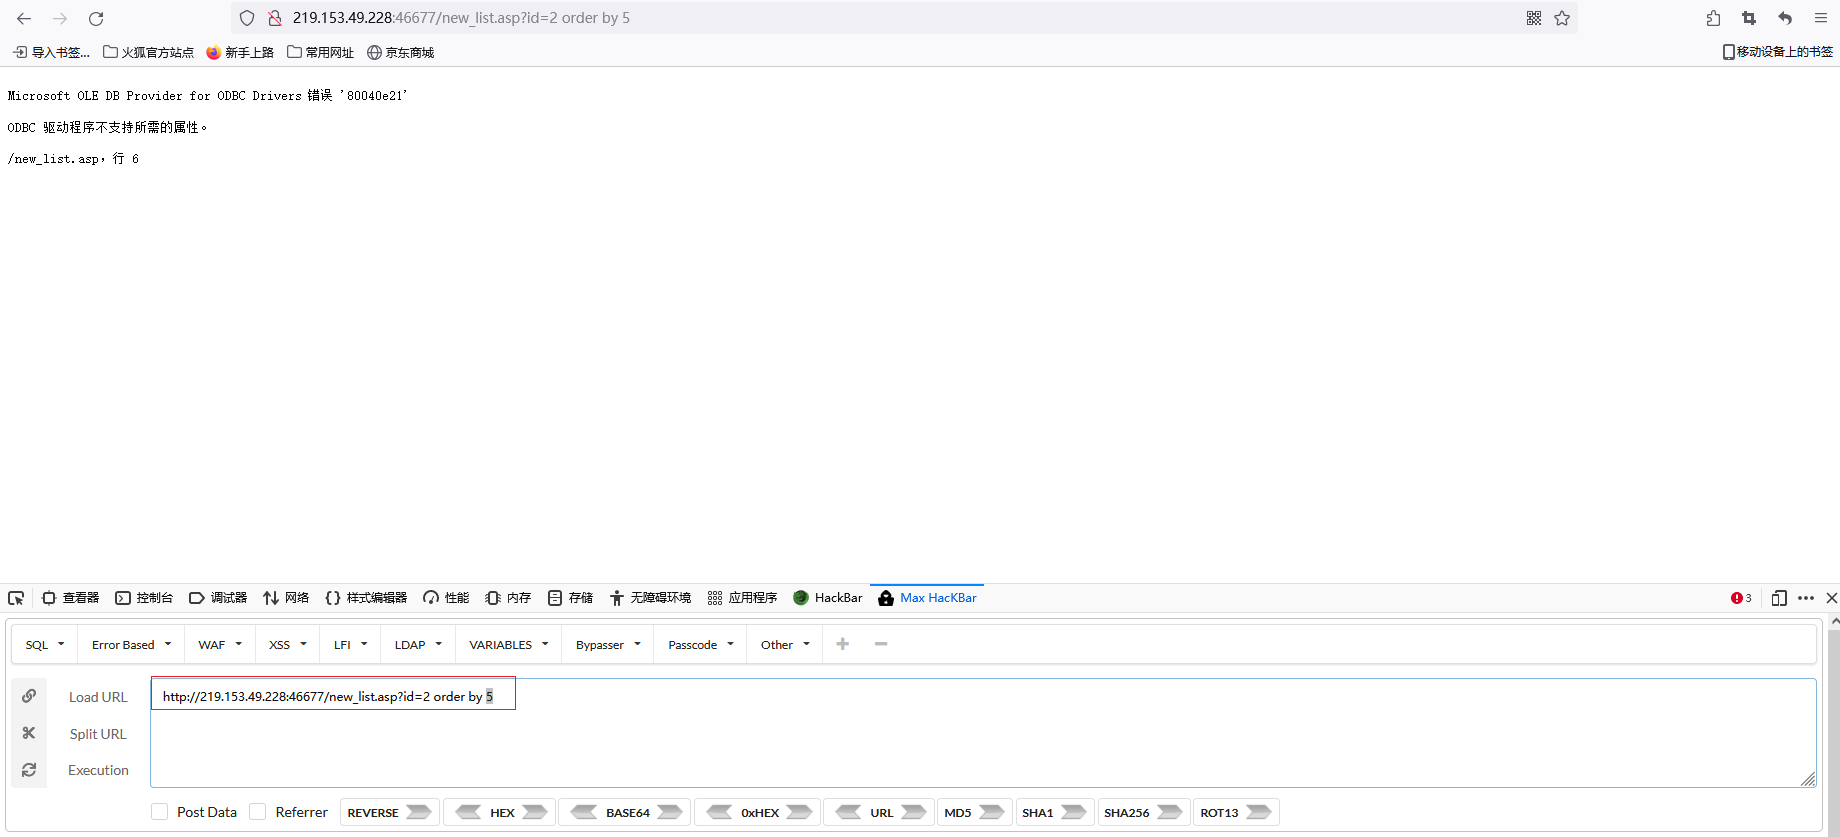 219.153.49.228:46677/new_list.asp?id=2 order by 5
导入书签... 火狐官方站点 新手上路 常用网址 京东商城 移动设备上的书签
Microsoft OLE DB Provider for ODBC Drivers 错误 '80040e21'
ODBC 驱动程序不支持所需的属性。
/new_list.asp，行 6
查看器 控制台 调试器 网络 样式编辑器 性能 内存 存储 无障碍环境 应用程序 HackBar Max HacKBar 3
SQL Error Based WAF XSS LFI LDAP VARIABLES Bypasser Passcode Other
Load URL http://219.153.49.228:46677/new_list.asp?id=2 order by 5
Split URL
Execution
Post Data Referrer REVERSE HEX BASE64 0xHEX URL MD5 SHA1 SHA256 ROT13